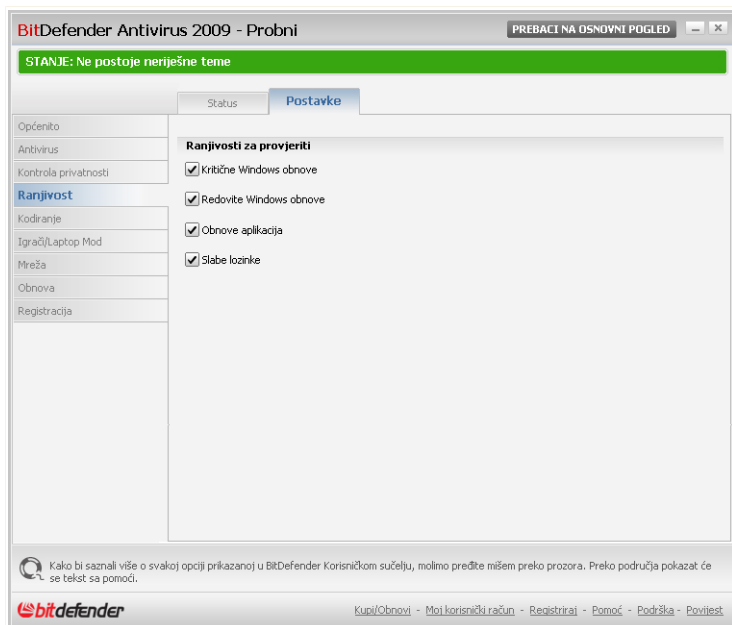 BitDefender Antivirus 2009 - Probni
PREBACI NA OSNOVNI POGLED
STANJE: Ne postoje neriješne teme
Status
Postavke
Općenito
Antivirus
Kontrola privatnosti
Ranjivost
Kodiranje
Igrači/Laptop Mod
Mreža
Obnova
Registracija
Ranjivosti za provjeriti
Kritične Windows obnove
Redovite Windows obnove
Obnove aplikacija
Slabe lozinke
Kako bi saznali više o svakoj opciji prikazanoj u BitDefender Korisničkom sučelju, molimo pređite mišem preko prozora. Preko područja pokazat će
se tekst sa pomoći.
bitdefender
Kupi/Obnovi - Moj korisnički račun - Registriraj - Pomoć - Podrška - Povijest